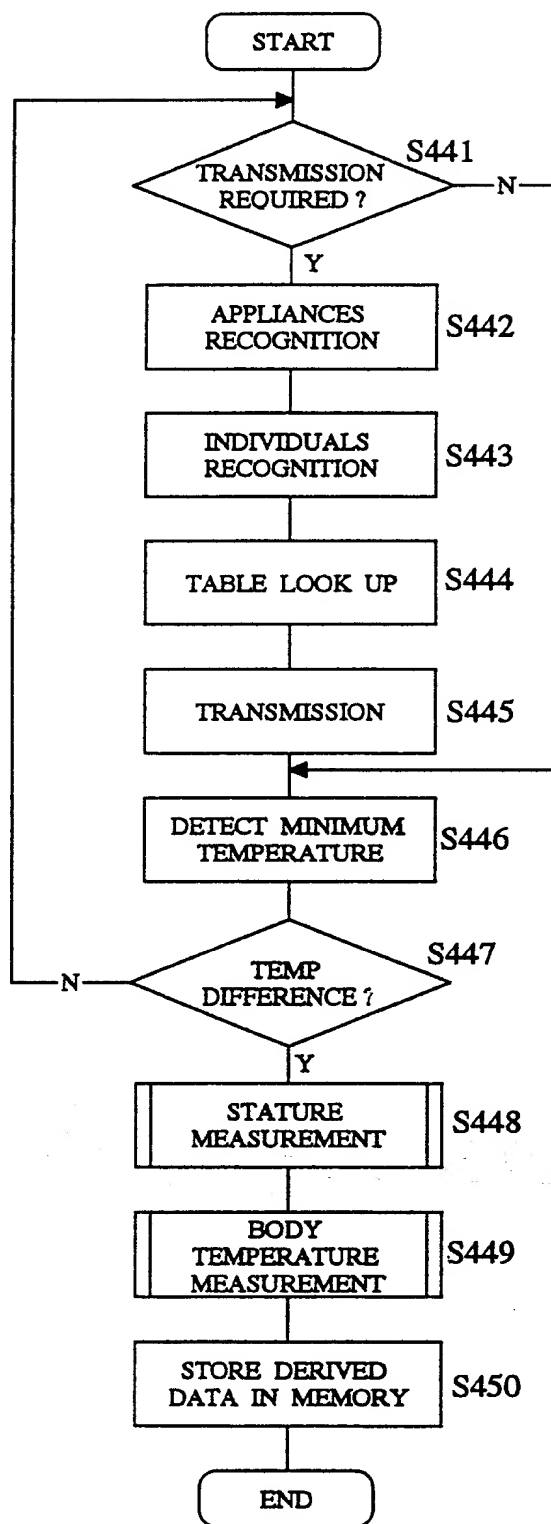 START
S441
TRANSMISSION
REQUIRED ?
N
Y
APPLIANCES
RECOGNITION
S442
INDIVIDUALS
RECOGNITION
S443
TABLE LOOK UP
S444
TRANSMISSION
S445
DETECT MINIMUM
TEMPERATURE
S446
S447
TEMP
DIFFERENCE ?
N
Y
STATURE
MEASUREMENT
S448
BODY
TEMPERATURE
MEASUREMENT
S449
STORE DERIVED
DATA IN MEMORY
S450
END